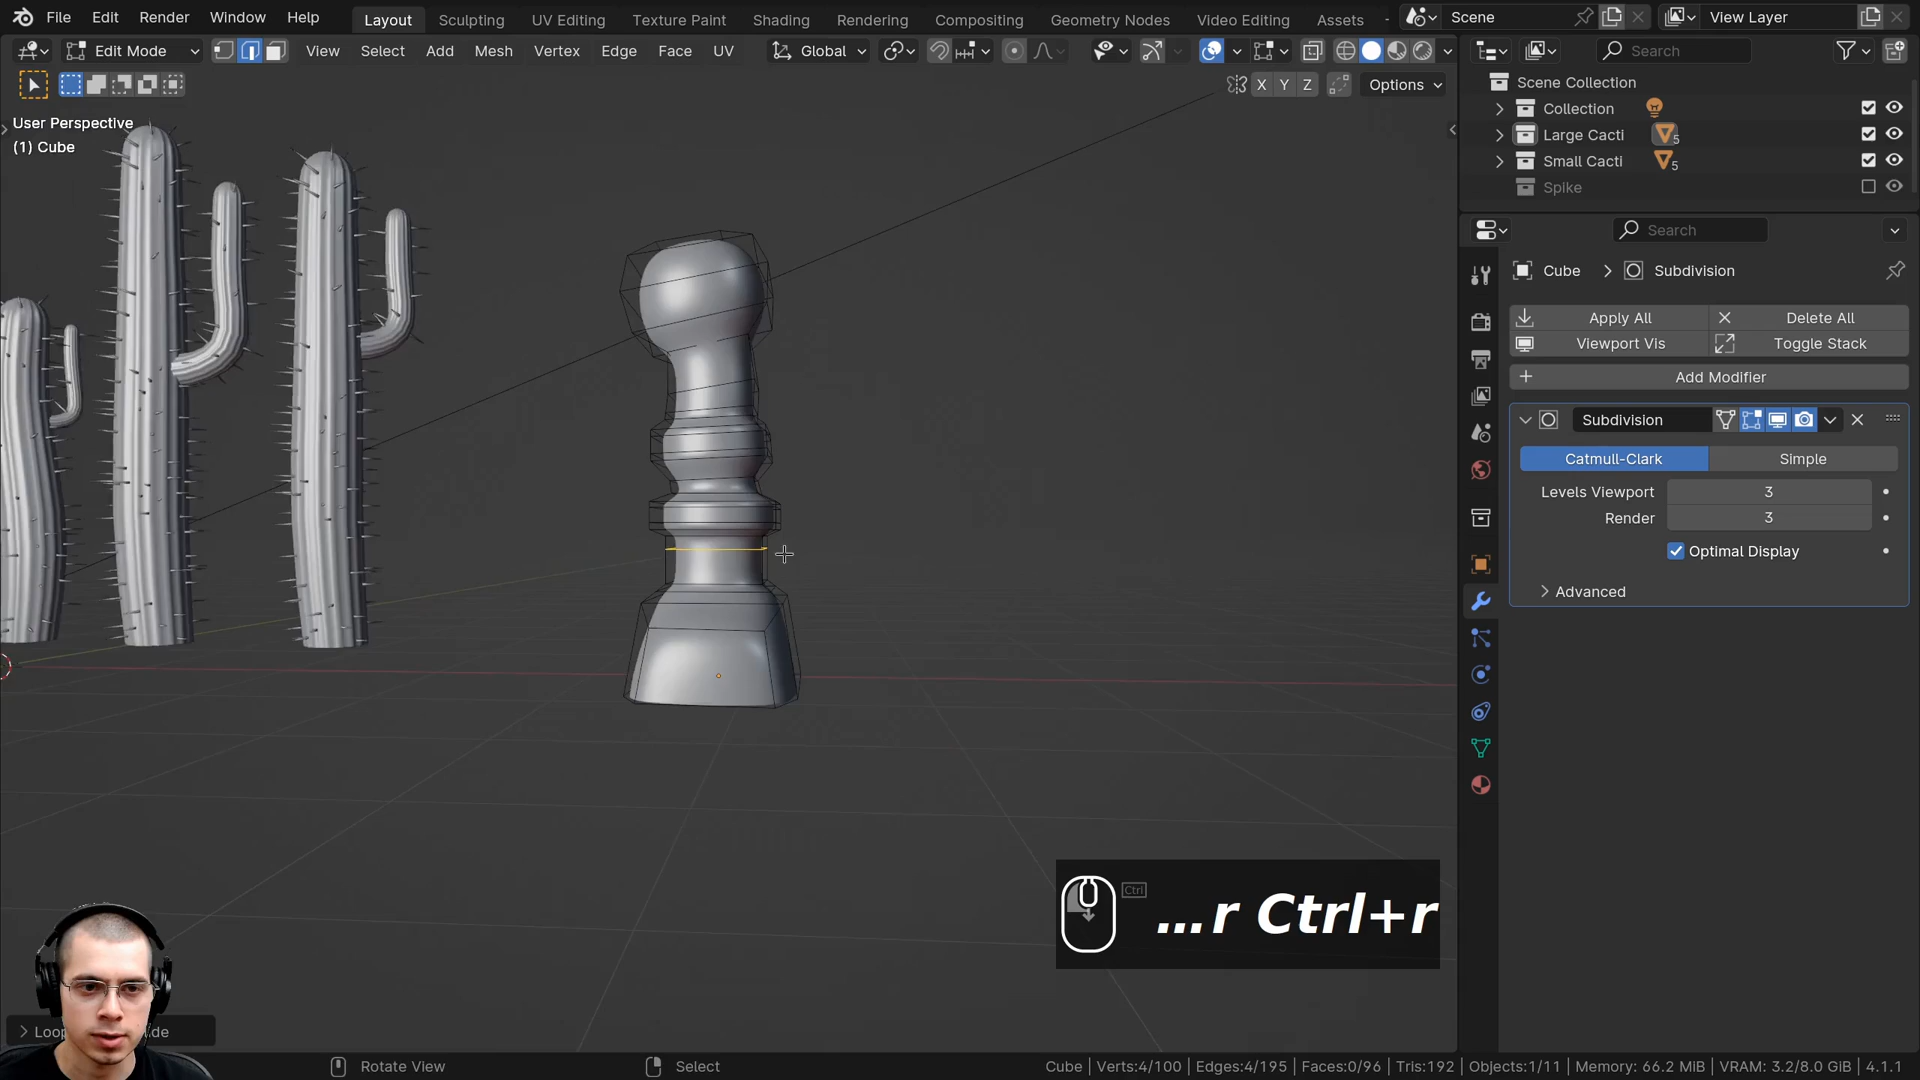 File Edit Render Window Help Layout Sculpting UV Editing Texture Paint Shading Rendering Compositing Geometry Nodes Video Editing Assets Scene View Layer
Edit Mode View Select Add Mesh Vertex Edge Face UV Global Search
X Y Z Options
User Perspective
(1) Cube
Scene Collection
Collection
Large Cacti 5
Small Cacti 5
Spike
Search
Cube > Subdivision
Apply All Delete All
Viewport Vis Toggle Stack
Add Modifier
Subdivision
Catmull-Clark Simple
Levels Viewport 3
Render 3
Optimal Display
Advanced
Ctrl ...r Ctrl+r
Loop de
Rotate View Select Cube | Verts:4/100 | Edges:4/195 | Faces:0/96 | Tris:192 | Objects:1/11 | Memory: 66.2 MiB | VRAM: 3.2/8.0 GiB | 4.1.1